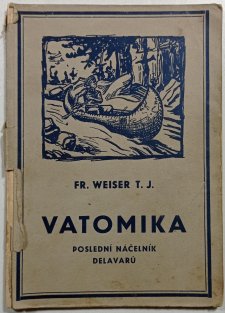 FR. WEISER T. J.
VATOMIKA
POSLEDNÍ NÁČELNÍK
DELAVARŮ